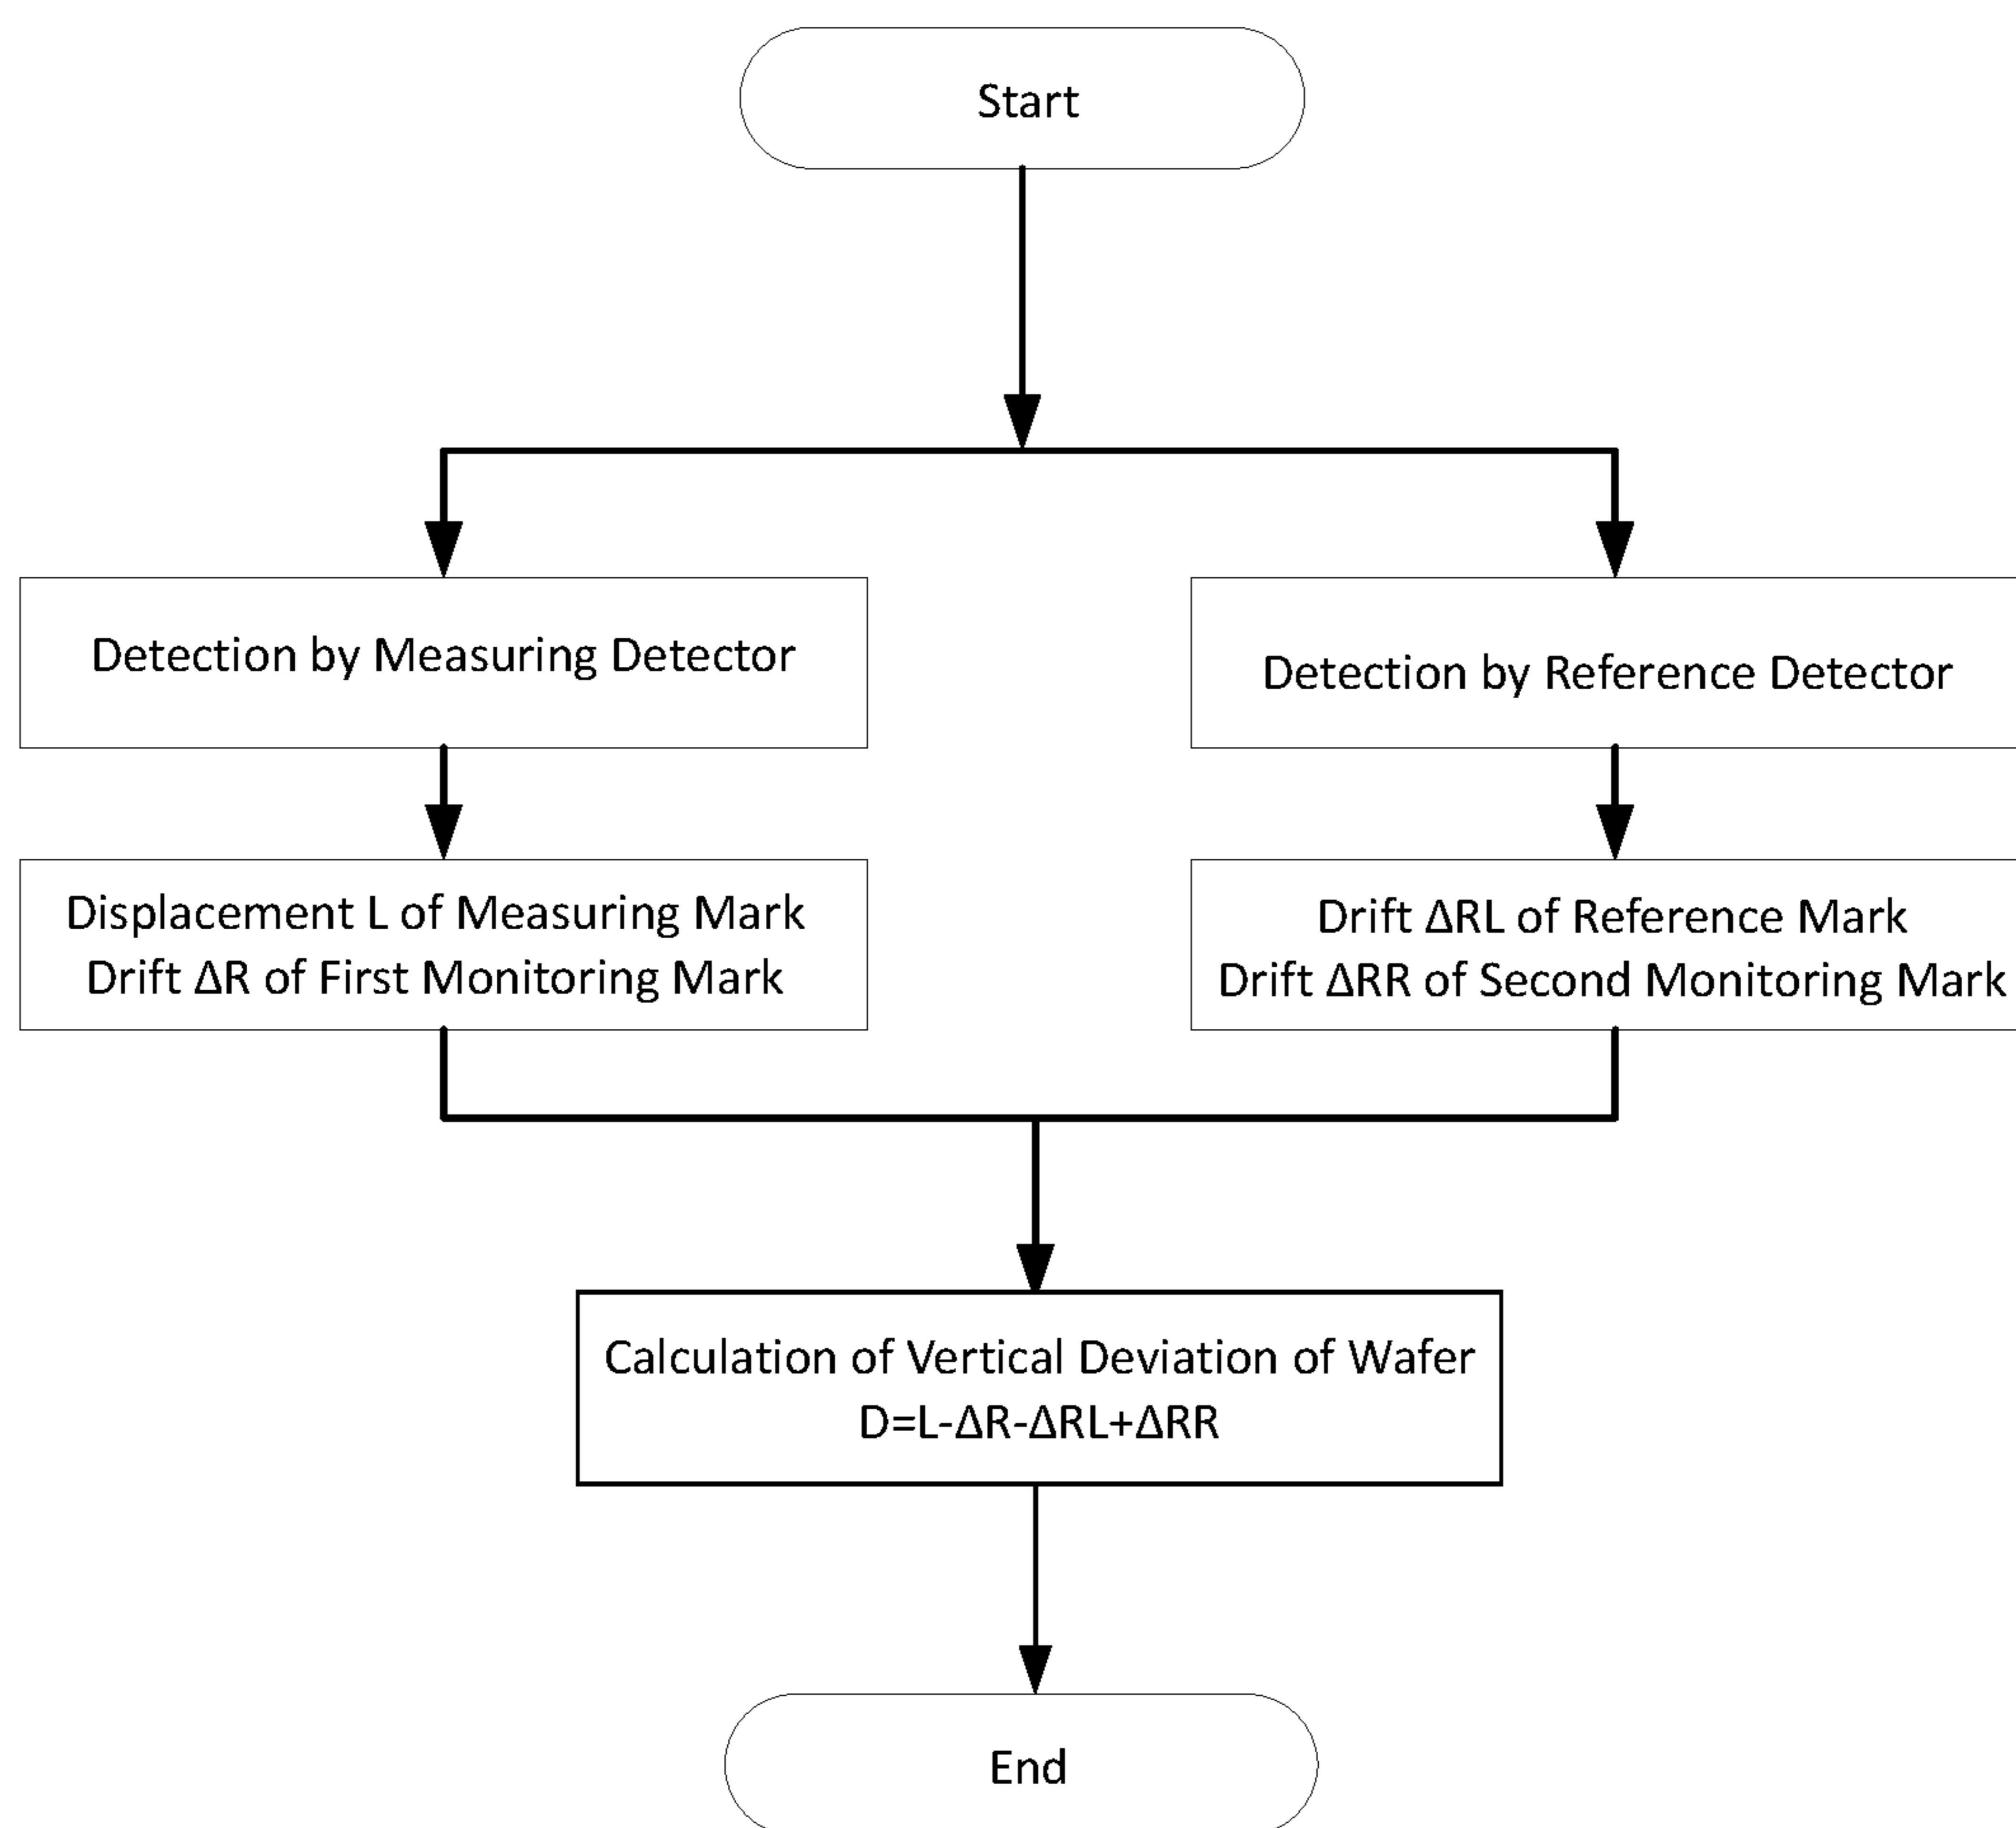 Start
Detection by Measuring Detector
Detection by Reference Detector
Displacement L of Measuring Mark
Drift ΔR of First Monitoring Mark
Drift ΔRL of Reference Mark
Drift ΔRR of Second Monitoring Mark
Calculation of Vertical Deviation of Wafer
D=L-ΔR-ΔRL+ΔRR
End